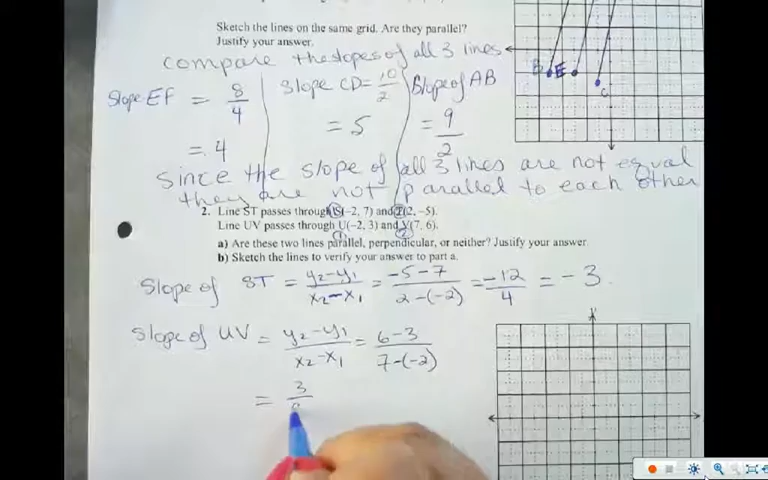 Sketch the lines on the same grid. Are they parallel?
Justify your answer.
compare the slopes of all 3 lines
Slope EF = 8/4
= 4
Slope CD = 10/2
= 5
Slope of AB
= 9/2
B E C
Since the slope of all 3 lines are not equal
they are not parallel to each other
2. Line ST passes through S(-2, 7) and T(2, -5).
Line UV passes through U(-2, 3) and V(7, 6).
a) Are these two lines parallel, perpendicular, or neither? Justify your answer.
b) Sketch the lines to verify your answer to part a.
Slope of ST = y₂-y₁/x₂-x₁ = -5-7/2-(-2) = -12/4 = -3
Slope of UV = y₂-y₁/x₂-x₁ = 6-3/7-(-2)
= 3/